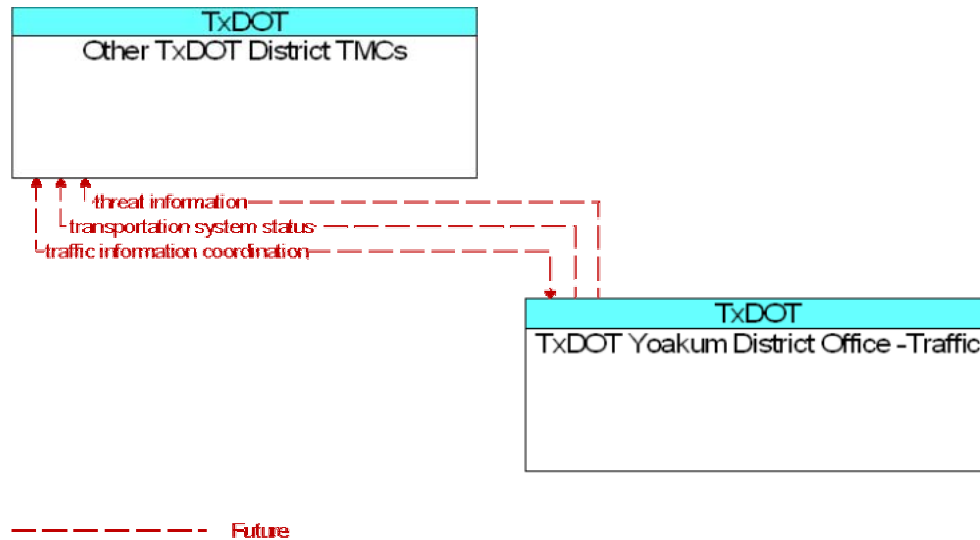 TxDOT
Other TxDOT District TMCs
threat information
transportation system status
traffic information coordination
TxDOT
TxDOT Yoakum District Office -Traffic
Future